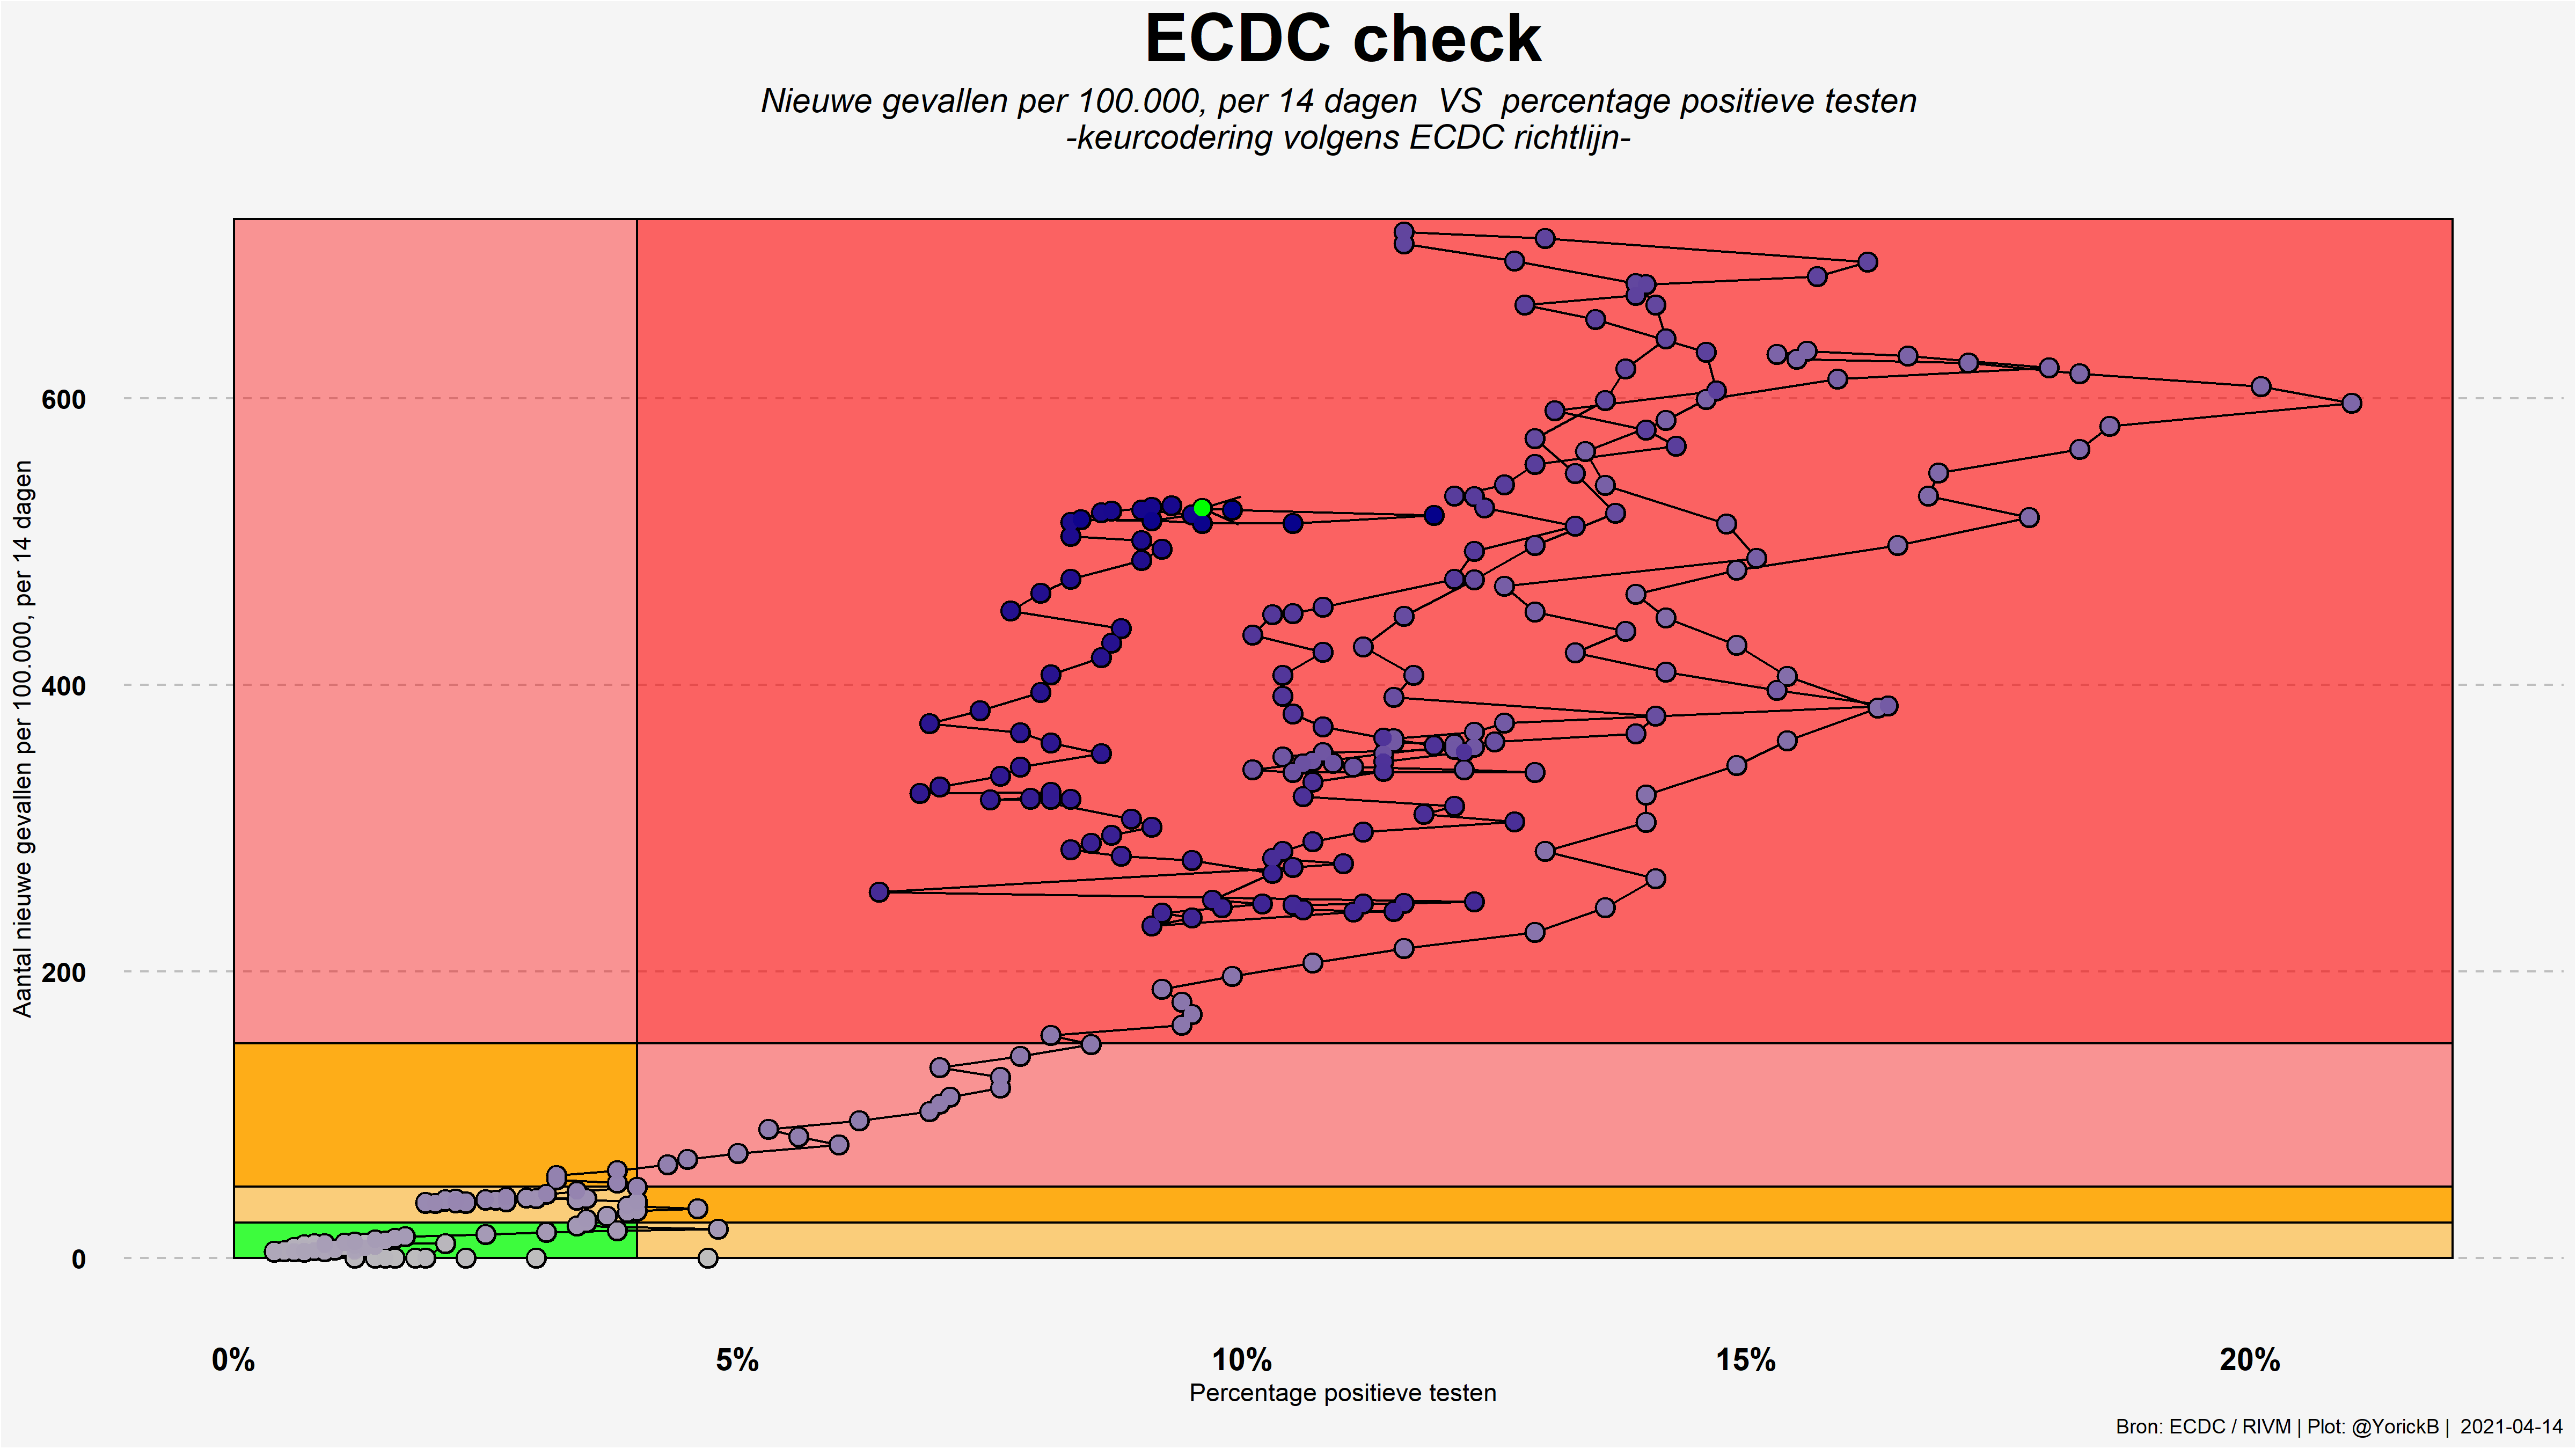 ECDC check
Nieuwe gevallen per 100.000, per 14 dagen  VS  percentage positieve testen
-keurcodering volgens ECDC richtlijn-
Aantal nieuwe gevallen per 100.000, per 14 dagen
600
400
200
0
0% 5% 10% 15% 20%
Percentage positieve testen
Bron: ECDC / RIVM | Plot: @YorickB |  2021-04-14